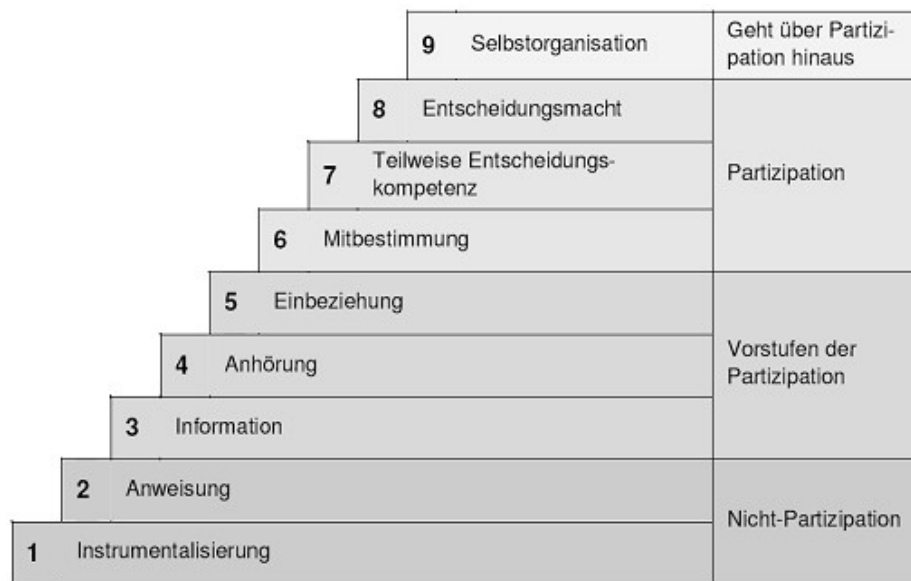 9 Selbstorganisation
Geht über Partizi-
pation hinaus
8 Entscheidungsmacht
7 Teilweise Entscheidungs-
kompetenz
6 Mitbestimmung
Partizipation
5 Einbeziehung
4 Anhörung
3 Information
Vorstufen der
Partizipation
2 Anweisung
1 Instrumentalisierung
Nicht-Partizipation